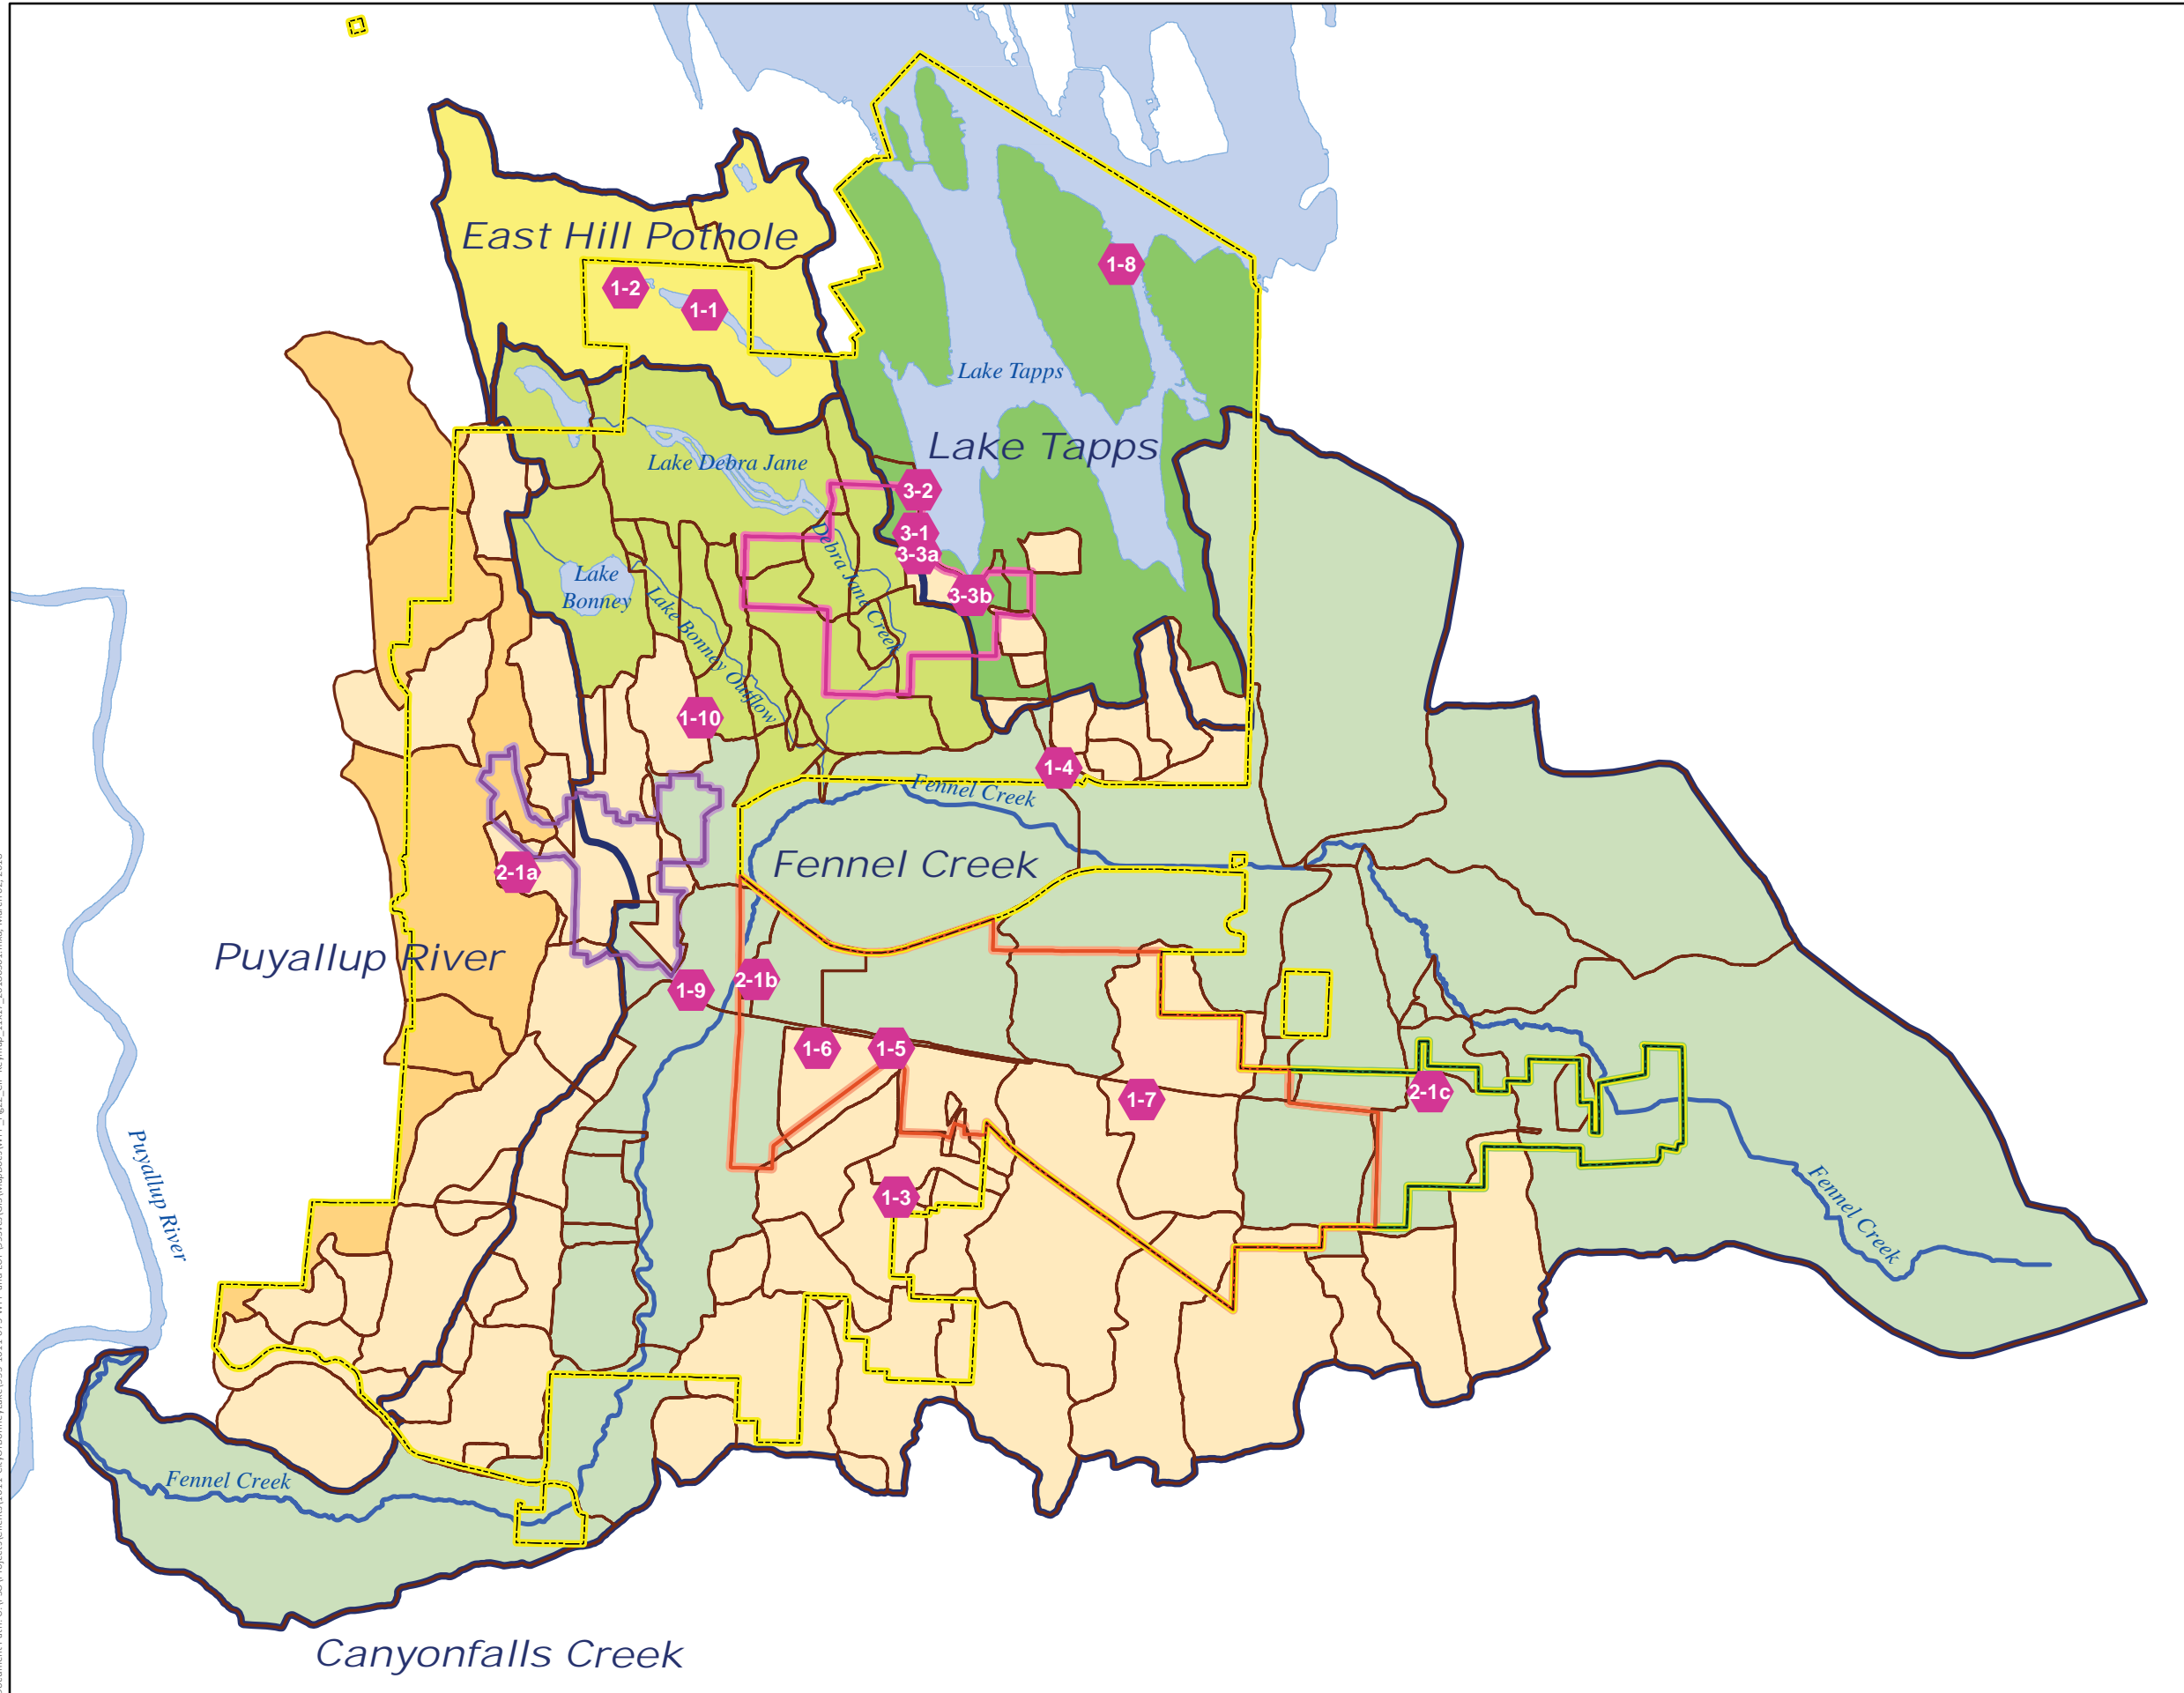 East Hill Pothole
1-2
1-1
1-8
Lake Tapps
Lake Tapps
Lake Debra Jane
3-2
3-1
3-3a
3-3b
Debra Jane Creek
Lake
Bonney
Lake Bonney Outflow
1-10
1-4
Fennel Creek
Fennel Creek
2-1a
Puyallup River
1-9
2-1b
1-6
1-5
1-7
2-1c
1-3
Puyallup River
Fennel Creek
Fennel Creek
Canyonfalls Creek